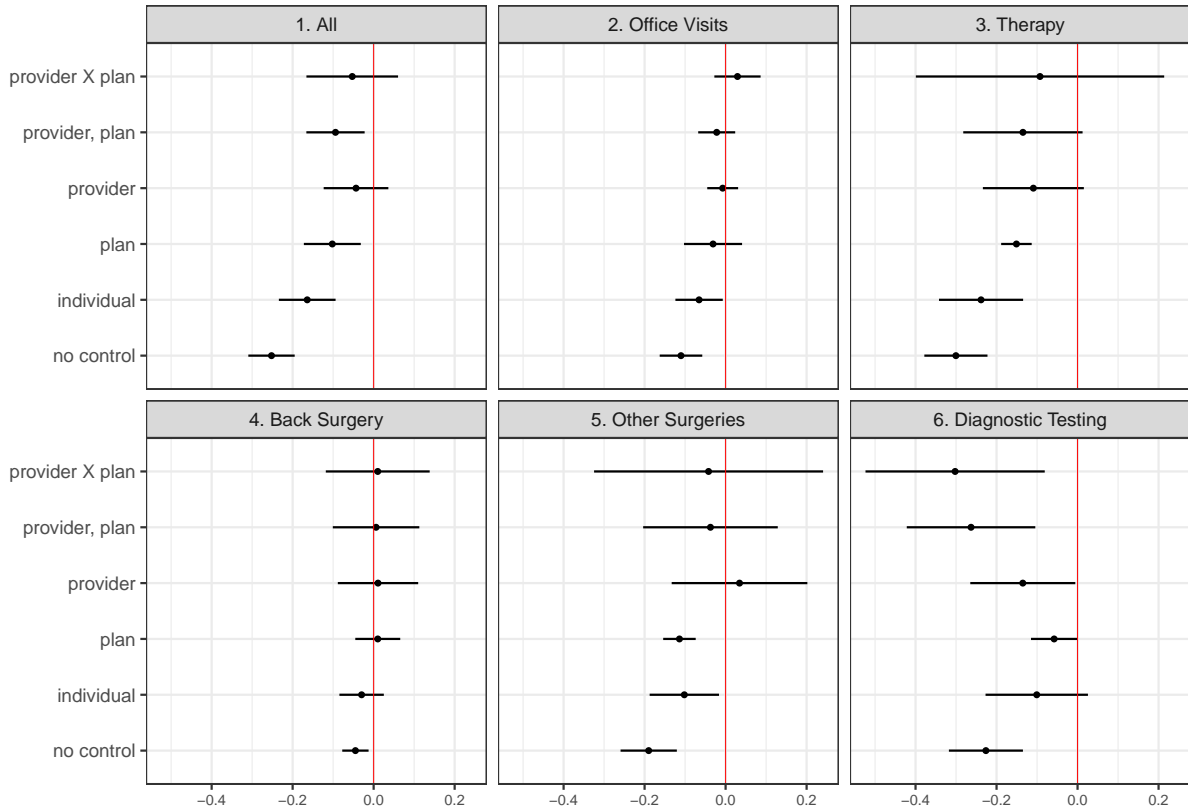 1. All
2. Office Visits
3. Therapy
provider X plan
provider, plan
provider
plan
individual
no control
4. Back Surgery
5. Other Surgeries
6. Diagnostic Testing
provider X plan
provider, plan
provider
plan
individual
no control
−0.4 −0.2 0.0 0.2
−0.4 −0.2 0.0 0.2
−0.4 −0.2 0.0 0.2